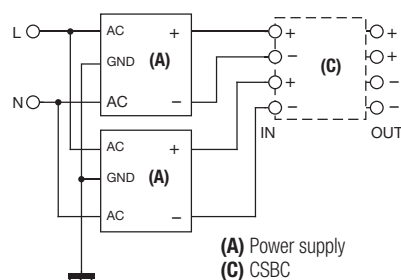 L AC + + +
GND (A) − (C) +
N AC − + −
− −
AC + IN OUT
GND (A)
AC −
(A) Power supply
(C) CSBC